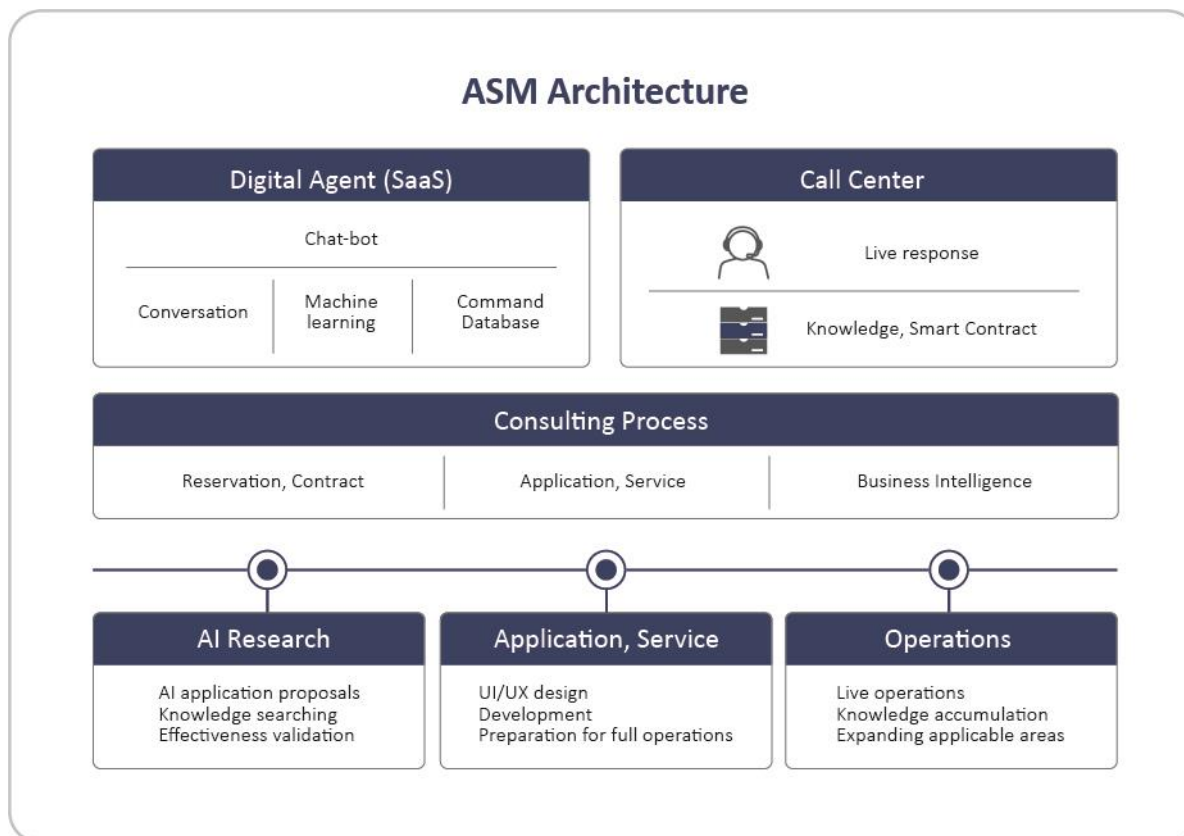 ASM Architecture
Digital Agent (SaaS)
Chat-bot
Conversation
Machine
learning
Command
Database
Call Center
Live response
Knowledge, Smart Contract
Consulting Process
Reservation, Contract
Application, Service
Business Intelligence
AI Research
AI application proposals
Knowledge searching
Effectiveness validation
Application, Service
UI/UX design
Development
Preparation for full operations
Operations
Live operations
Knowledge accumulation
Expanding applicable areas